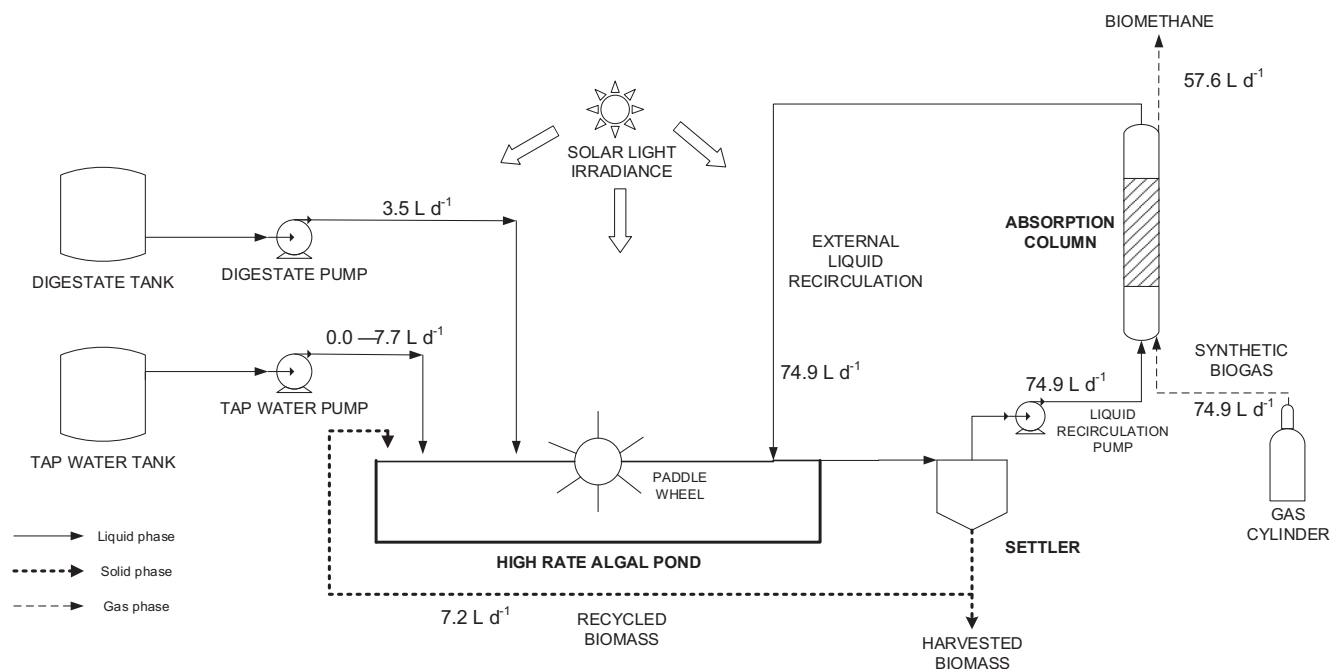 BIOMETHANE
57.6 L d-1
SOLAR LIGHT
IRRADIANCE
3.5 L d-1
DIGESTATE TANK
DIGESTATE PUMP
EXTERNAL
LIQUID
RECIRCULATION
ABSORPTION
COLUMN
0.0 —7.7 L d-1
TAP WATER PUMP
TAP WATER TANK
74.9 L d-1
74.9 L d-1
LIQUID
RECIRCULATION
PUMP
SYNTHETIC
BIOGAS
74.9 L d-1
PADDLE
WHEEL
GAS
CYLINDER
HIGH RATE ALGAL POND
SETTLER
Liquid phase
Solid phase
Gas phase
7.2 L d-1
RECYCLED
BIOMASS
HARVESTED
BIOMASS